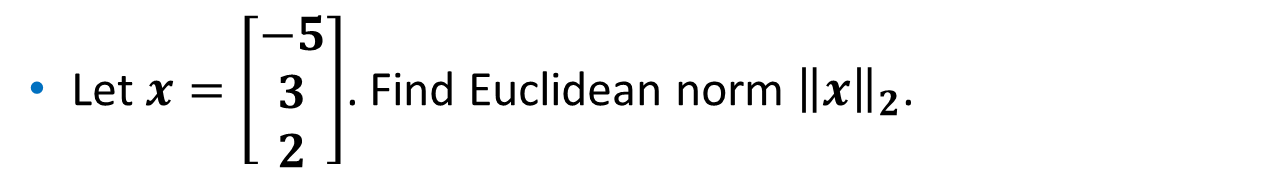 • Let x = [−5 3 2]. Find Euclidean norm ‖x‖₂.